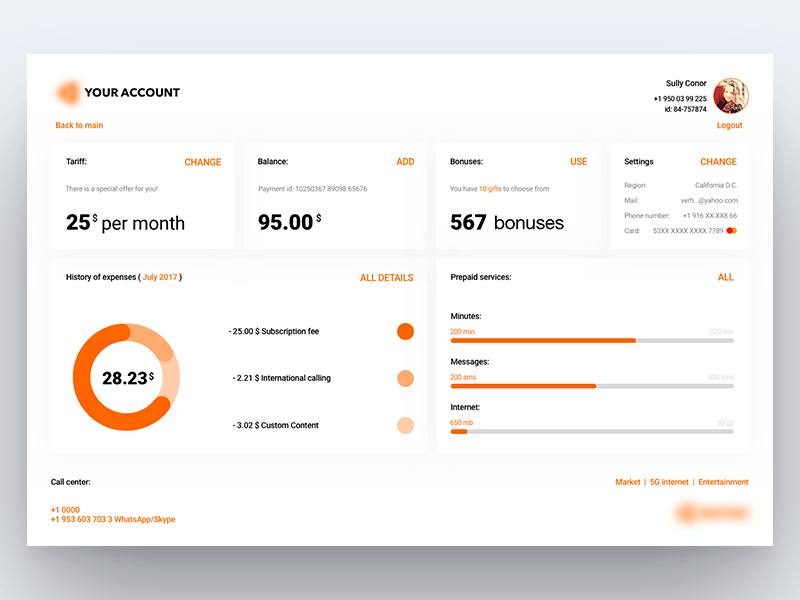 YOUR ACCOUNT
Sully Conor
+1 950 03 99 225
id: 84-757874
Back to main
Logout
Tariff:
CHANGE
There is a special offer for you!
25$ per month
Balance:
ADD
Payment id: 10250367 89098 65676
95.00 $
Bonuses:
USE
You have 10 gifts to choose from
567 bonuses
Settings
CHANGE
Region: California D.C.
Mail: verh...@yahoo.com
Phone number: +1 916 XX XX8 66
Card: 53XX XXXX XXXX 7789
History of expenses ( July 2017 )
ALL DETAILS
28.23$
- 25.00 $ Subscription fee
- 2.21 $ International calling
- 3.02 $ Custom Content
Prepaid services:
ALL
Minutes:
200 min 320 min
Messages:
200 sms 400 sms
Internet:
650 mb 30 gb
Call center:
+1 0000
+1 953 603 703 3 WhatsApp/Skype
Market | 5G internet | Entertainment